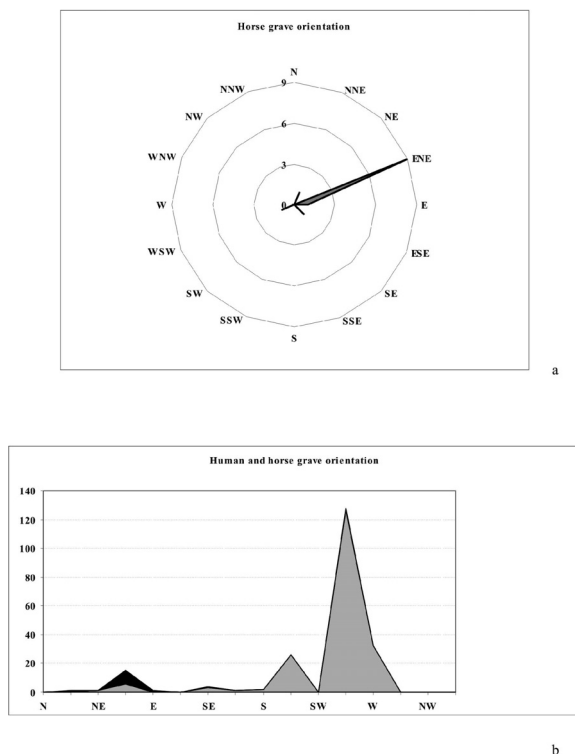 Horse grave orientation
N
9
NNW
NNE
NW
NE
6
WNW
ENE
3
W
0
E
WSW
ESE
SW
SE
SSW
SSE
S
a
Human and horse grave orientation
140
120
100
80
60
40
20
0
N NE E SE S SW W NW
b